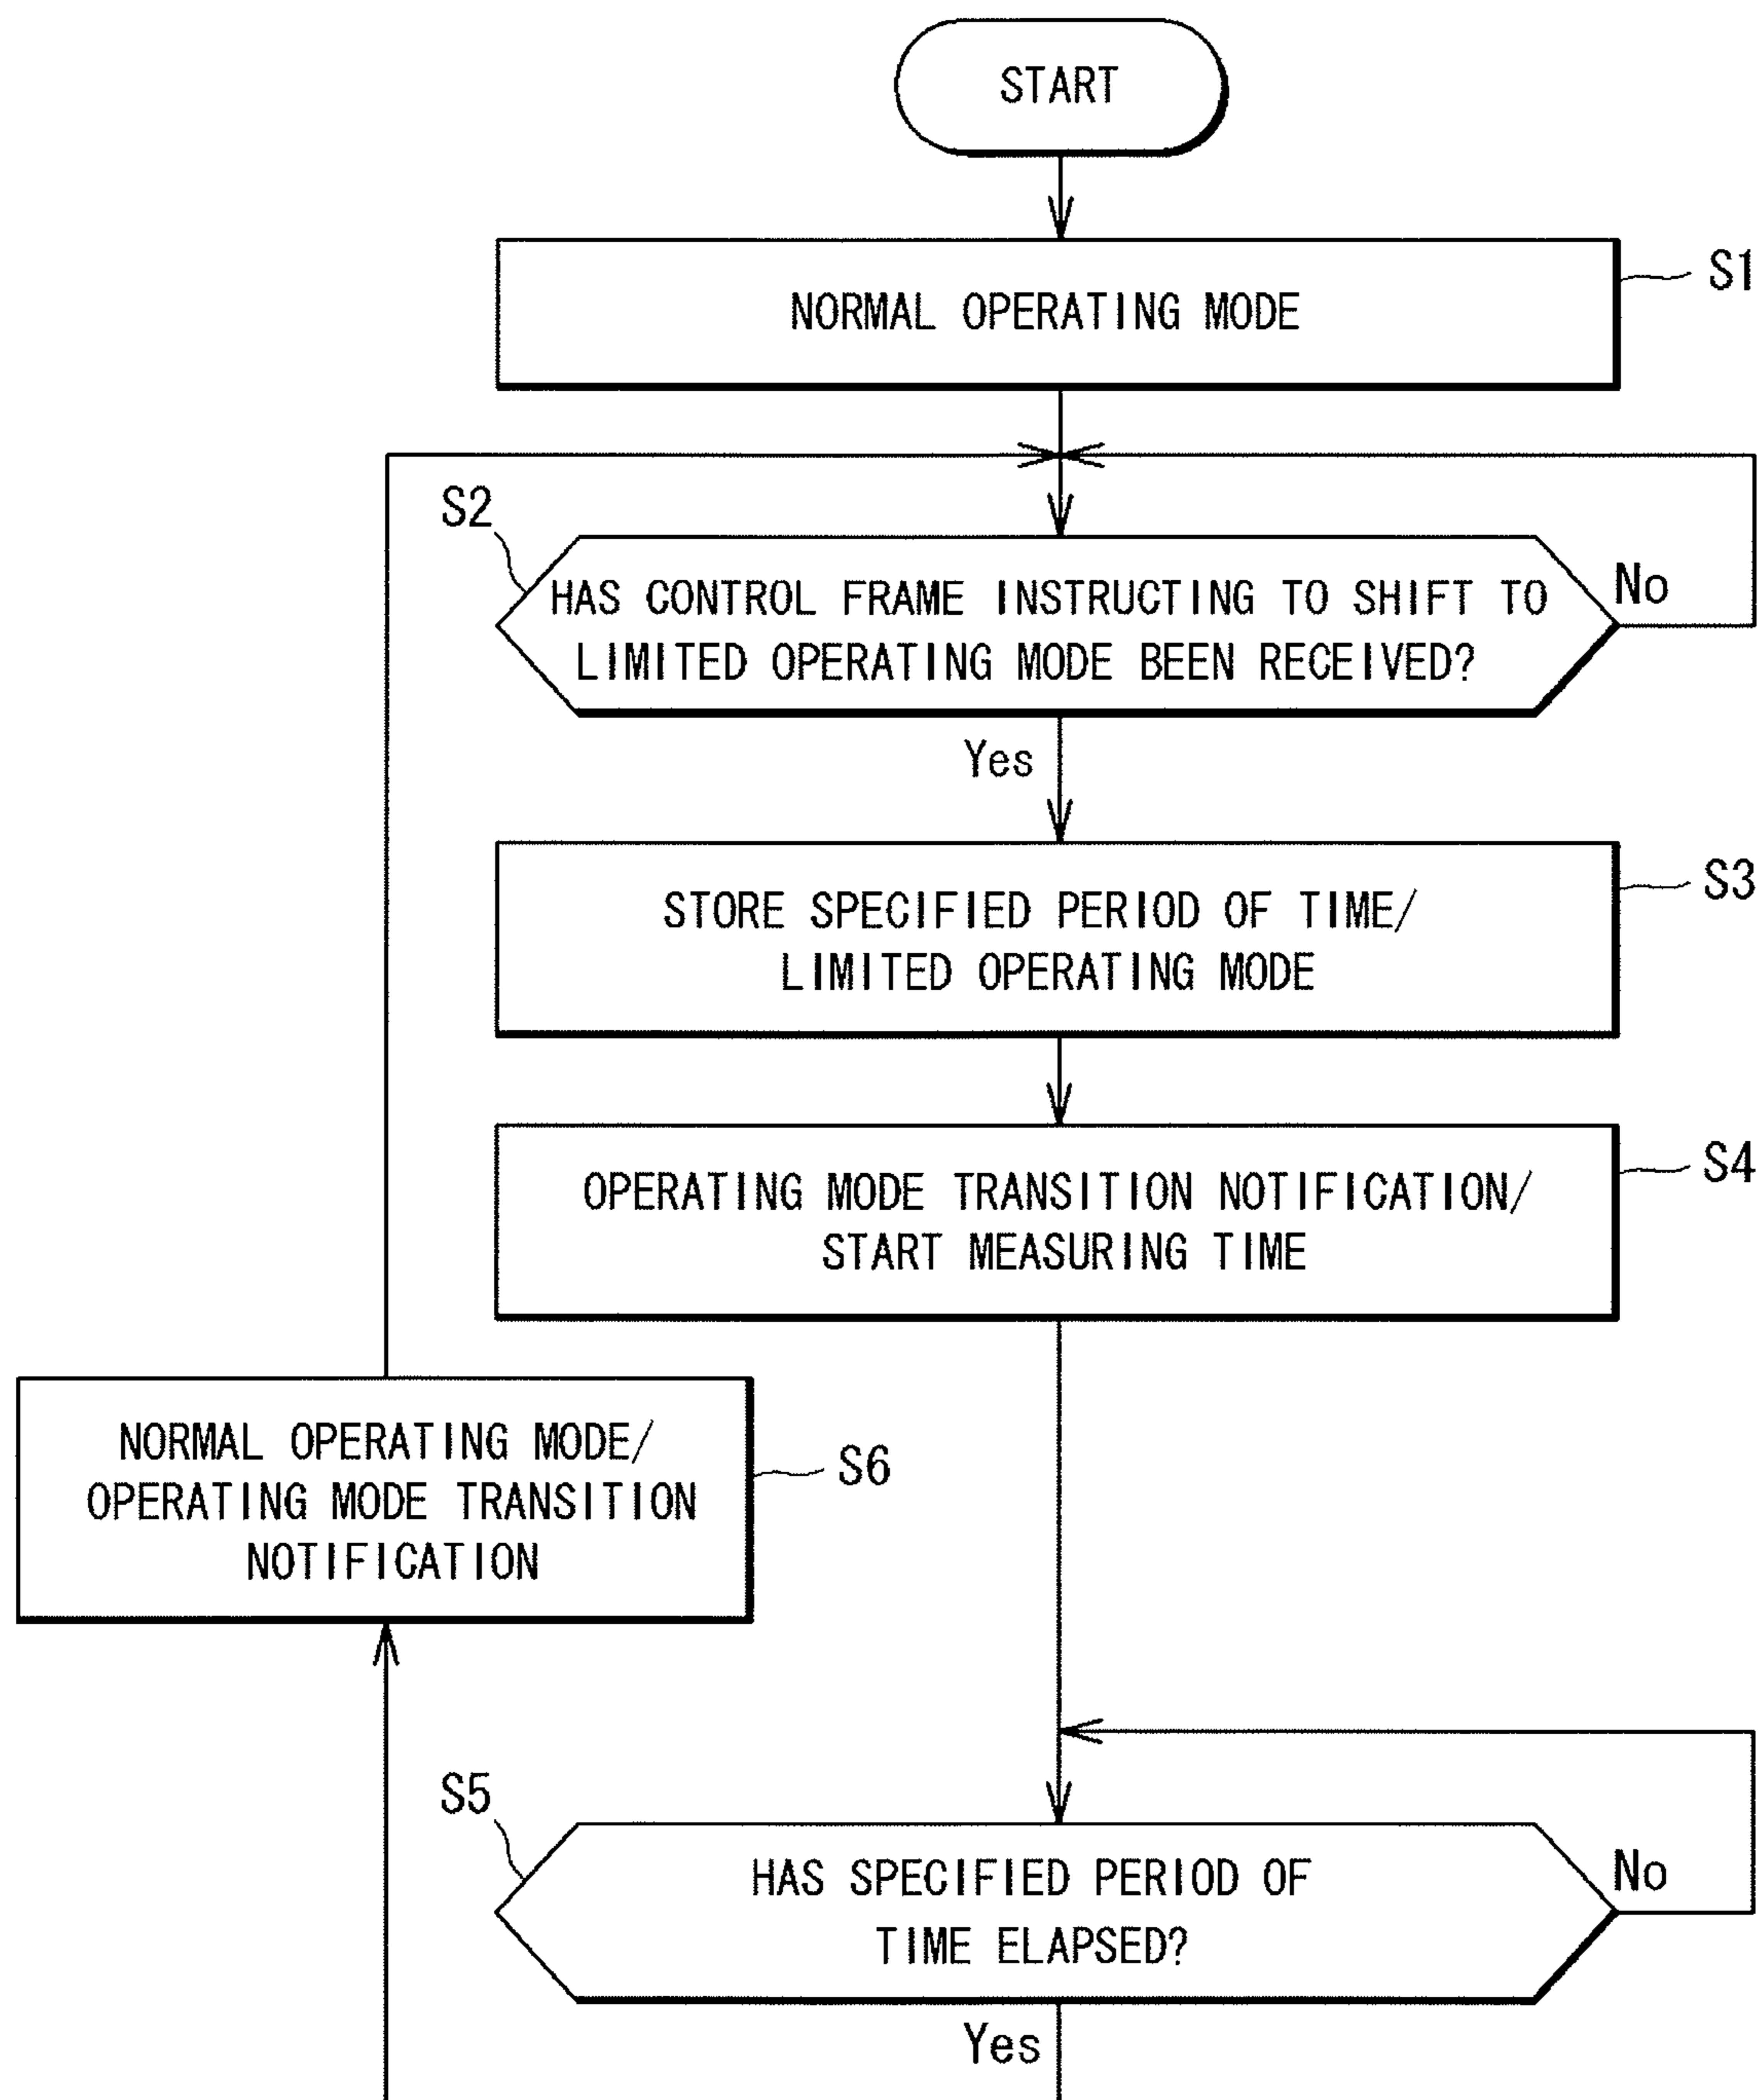 START
NORMAL OPERATING MODE
S1
S2
HAS CONTROL FRAME INSTRUCTING TO SHIFT TO
LIMITED OPERATING MODE BEEN RECEIVED?
No
Yes
STORE SPECIFIED PERIOD OF TIME/
LIMITED OPERATING MODE
S3
OPERATING MODE TRANSITION NOTIFICATION/
START MEASURING TIME
S4
NORMAL OPERATING MODE/
OPERATING MODE TRANSITION
NOTIFICATION
S6
S5
HAS SPECIFIED PERIOD OF
TIME ELAPSED?
No
Yes